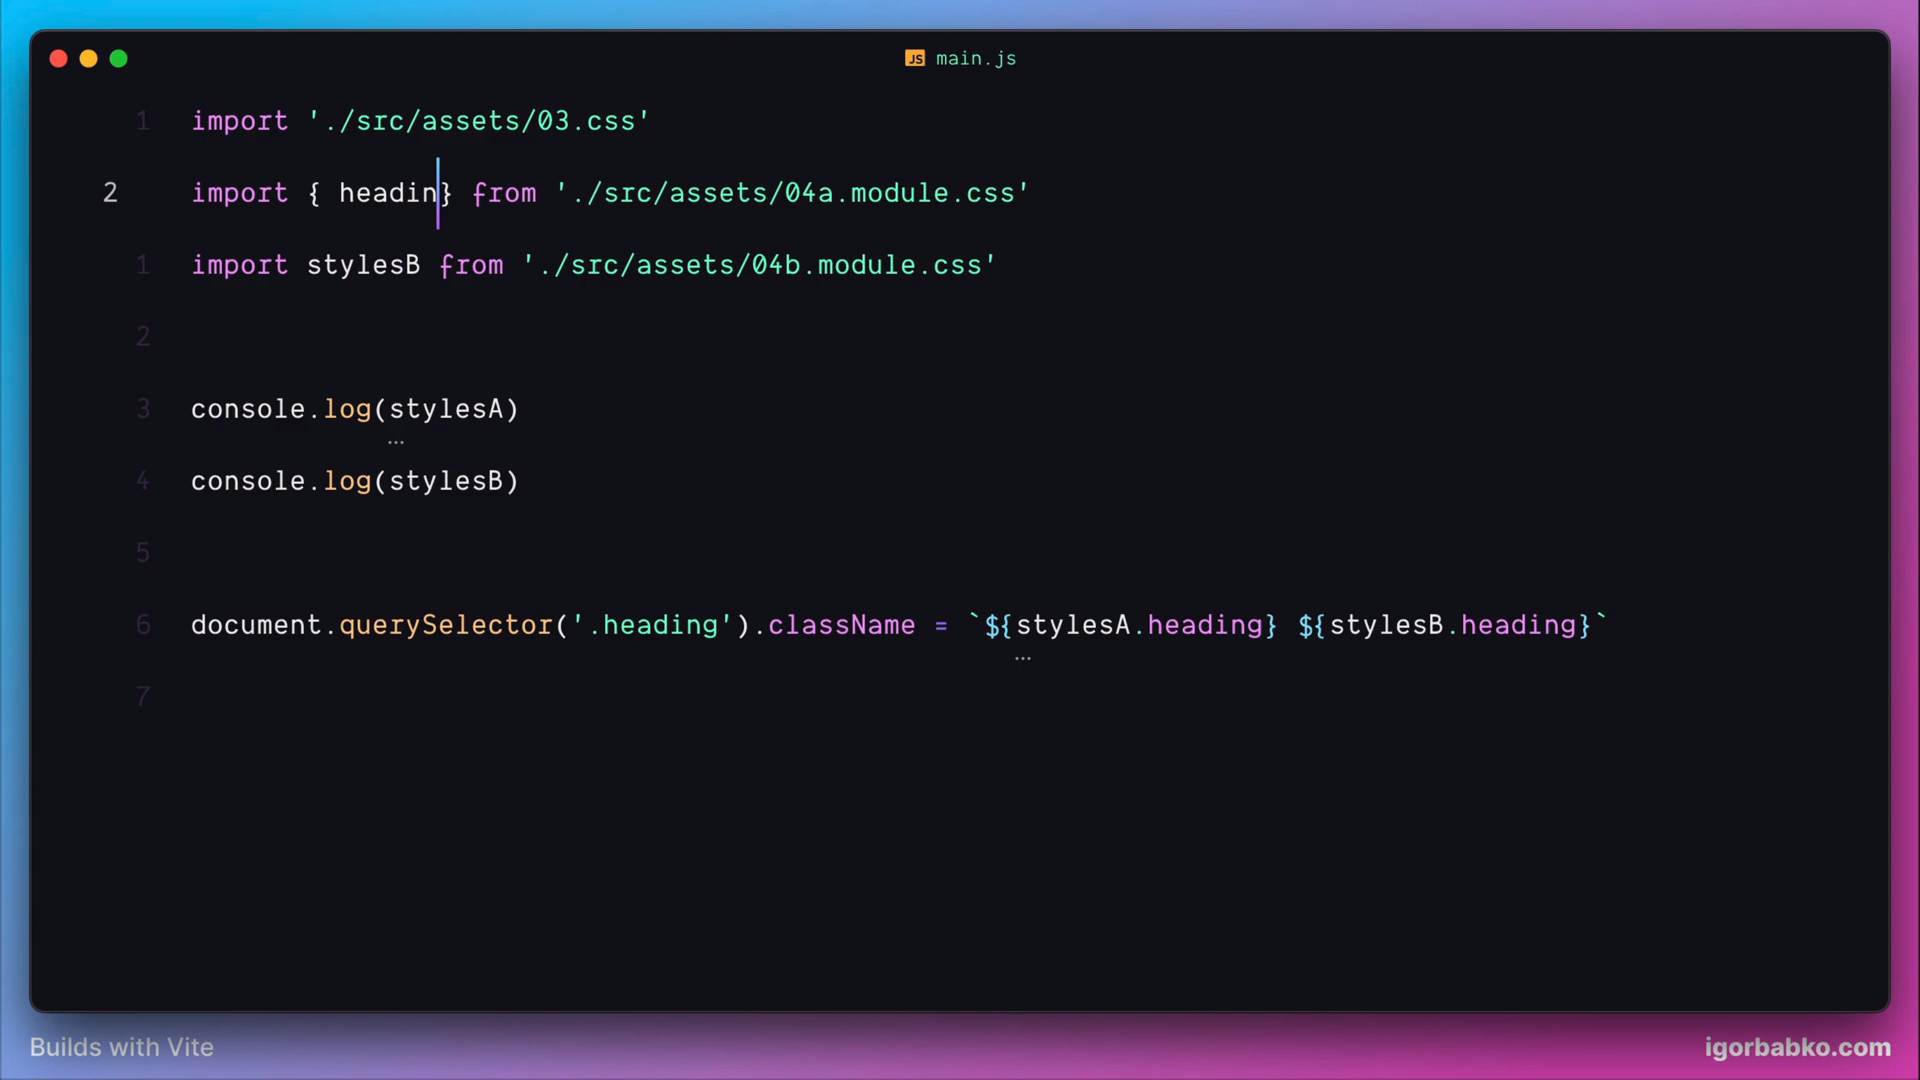 JS main.js
1 import './src/assets/03.css'
2 import { headin} from './src/assets/04a.module.css'
1 import stylesB from './src/assets/04b.module.css'
2
3 console.log(stylesA)
4 console.log(stylesB)
5
6 document.querySelector('.heading').className = `${stylesA.heading} ${stylesB.heading}`
7
Builds with Vite
igorbabko.com